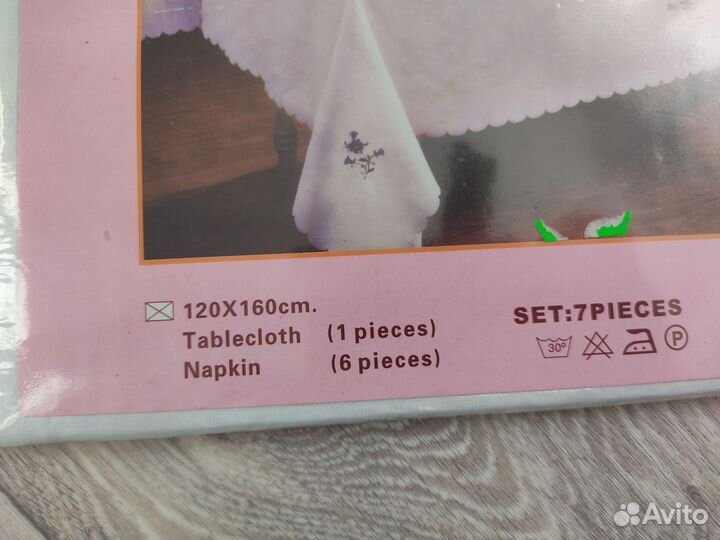 120X160cm.
Tablecloth (1 pieces)
Napkin (6 pieces)
SET:7PIECES
30°
P
Avito